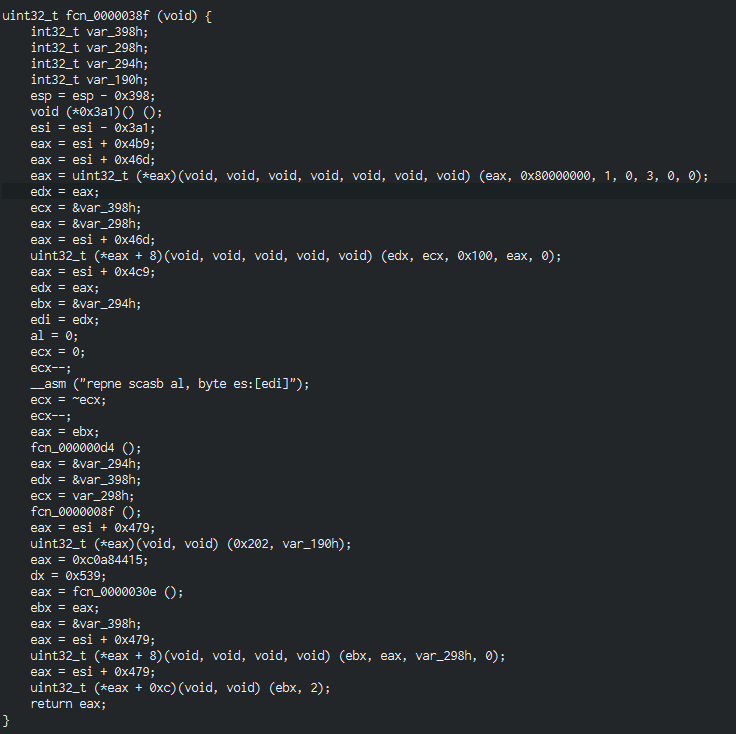 uint32_t fcn_0000038f (void) {
int32_t var_398h;
int32_t var_298h;
int32_t var_294h;
int32_t var_190h;
esp = esp - 0x398;
void (*0x3a1)() ();
esi = esi - 0x3a1;
eax = esi + 0x4b9;
eax = esi + 0x46d;
eax = uint32_t (*eax)(void, void, void, void, void, void, void) (eax, 0x80000000, 1, 0, 3, 0, 0);
edx = eax;
ecx = &var_398h;
eax = &var_298h;
eax = esi + 0x46d;
uint32_t (*eax + 8)(void, void, void, void, void) (edx, ecx, 0x100, eax, 0);
eax = esi + 0x4c9;
edx = eax;
ebx = &var_294h;
edi = edx;
al = 0;
ecx = 0;
ecx--;
__asm ("repne scasb al, byte es:[edi]");
ecx = ~ecx;
ecx--;
eax = ebx;
fcn_000000d4 ();
eax = &var_294h;
edx = &var_398h;
ecx = var_298h;
fcn_0000008f ();
eax = esi + 0x479;
uint32_t (*eax)(void, void) (0x202, var_190h);
eax = 0xc0a84415;
dx = 0x539;
eax = fcn_0000030e ();
ebx = eax;
eax = &var_398h;
eax = esi + 0x479;
uint32_t (*eax + 8)(void, void, void, void) (ebx, eax, var_298h, 0);
eax = esi + 0x479;
uint32_t (*eax + 0xc)(void, void) (ebx, 2);
return eax;
}